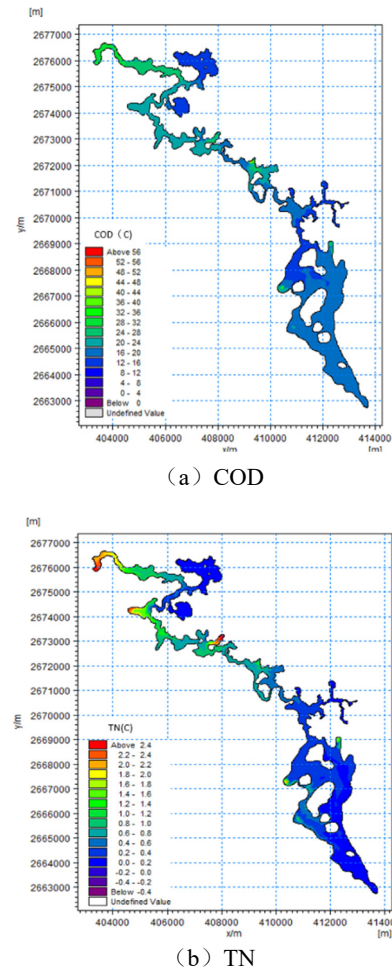 [m]
2677000
2676000
2675000
2674000
2673000
2672000
2671000
2670000
2669000
2668000
2667000
2666000
2665000
2664000
2663000
y/m
COD（C）
Above 56
52 - 56
48 - 52
44 - 48
40 - 44
36 - 40
32 - 36
28 - 32
24 - 28
20 - 24
16 - 20
12 - 16
8 - 12
4 - 8
0 - 4
Below 0
Undefined Value
404000 406000 408000 410000 412000 414000
x/m [m]
（a）COD
[m]
2677000
2676000
2675000
2674000
2673000
2672000
2671000
2670000
2669000
2668000
2667000
2666000
2665000
2664000
2663000
y/m
TN(C)
Above 2.4
2.2 - 2.4
2.0 - 2.2
1.8 - 2.0
1.6 - 1.8
1.4 - 1.6
1.2 - 1.4
1.0 - 1.2
0.8 - 1.0
0.6 - 0.8
0.4 - 0.6
0.2 - 0.4
0.0 - 0.2
-0.2 - 0.0
-0.4 - -0.2
Below -0.4
Undefined Value
404000 406000 408000 410000 412000 41400
x/m [m]
（b）TN